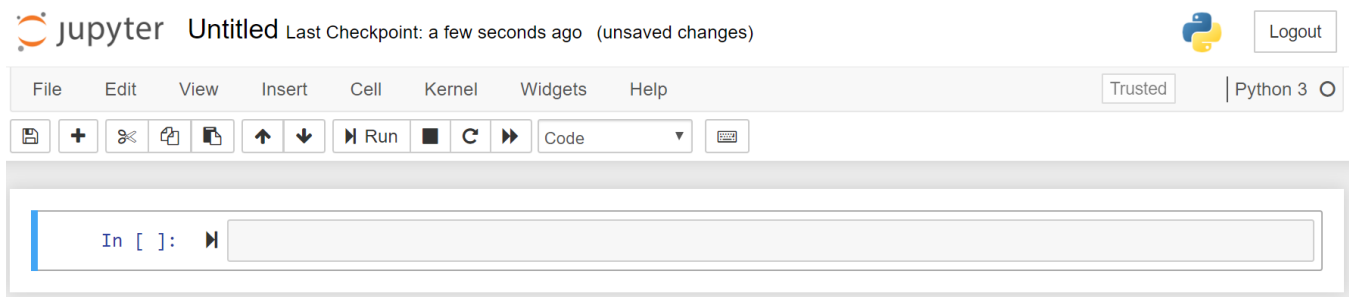 jupyter Untitled Last Checkpoint: a few seconds ago (unsaved changes) Logout
File Edit View Insert Cell Kernel Widgets Help Trusted Python 3
Run Code
In [ ]: